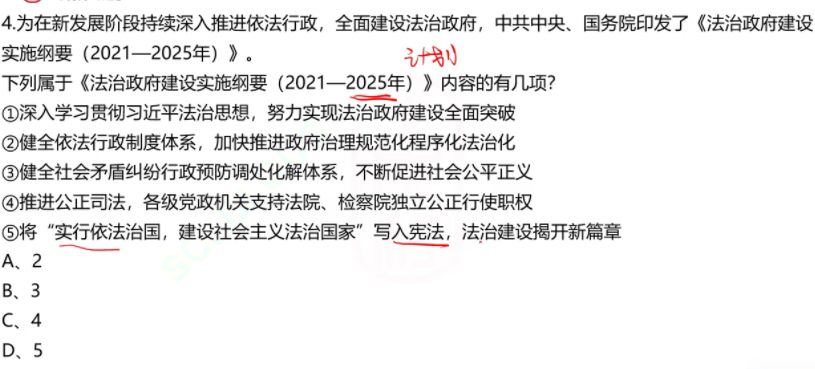 4.为在新发展阶段持续深入推进依法行政，全面建设法治政府，中共中央、国务院印发了《法治政府建设
实施纲要（2021—2025年）》。
计划
下列属于《法治政府建设实施纲要（2021—2025年）》内容的有几项？
①深入学习贯彻习近平法治思想，努力实现法治政府建设全面突破
②健全依法行政制度体系，加快推进政府治理规范化程序化法治化
③健全社会矛盾纠纷行政预防调处化解体系，不断促进社会公平正义
④推进公正司法，各级党政机关支持法院、检察院独立公正行使职权
⑤将“实行依法治国，建设社会主义法治国家”写入宪法，法治建设揭开新篇章
A、2
B、3
C、4
D、5